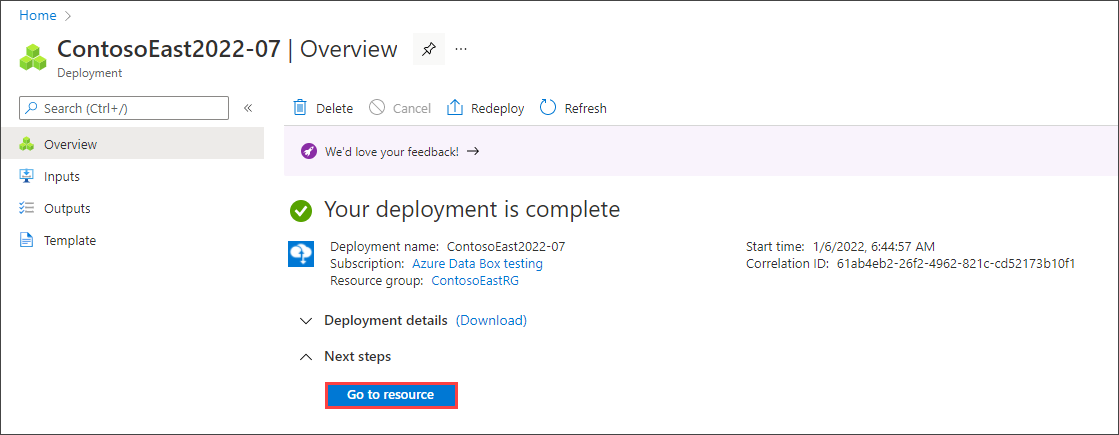 Home >
ContosoEast2022-07 | Overview ...
Deployment
Search (Ctrl+/) «
Delete Cancel Redeploy Refresh
Overview
Inputs
Outputs
Template
We'd love your feedback! →
Your deployment is complete
Deployment name: ContosoEast2022-07
Subscription: Azure Data Box testing
Resource group: ContosoEastRG
Start time: 1/6/2022, 6:44:57 AM
Correlation ID: 61ab4eb2-26f2-4962-821c-cd52173b10f1
Deployment details (Download)
Next steps
Go to resource